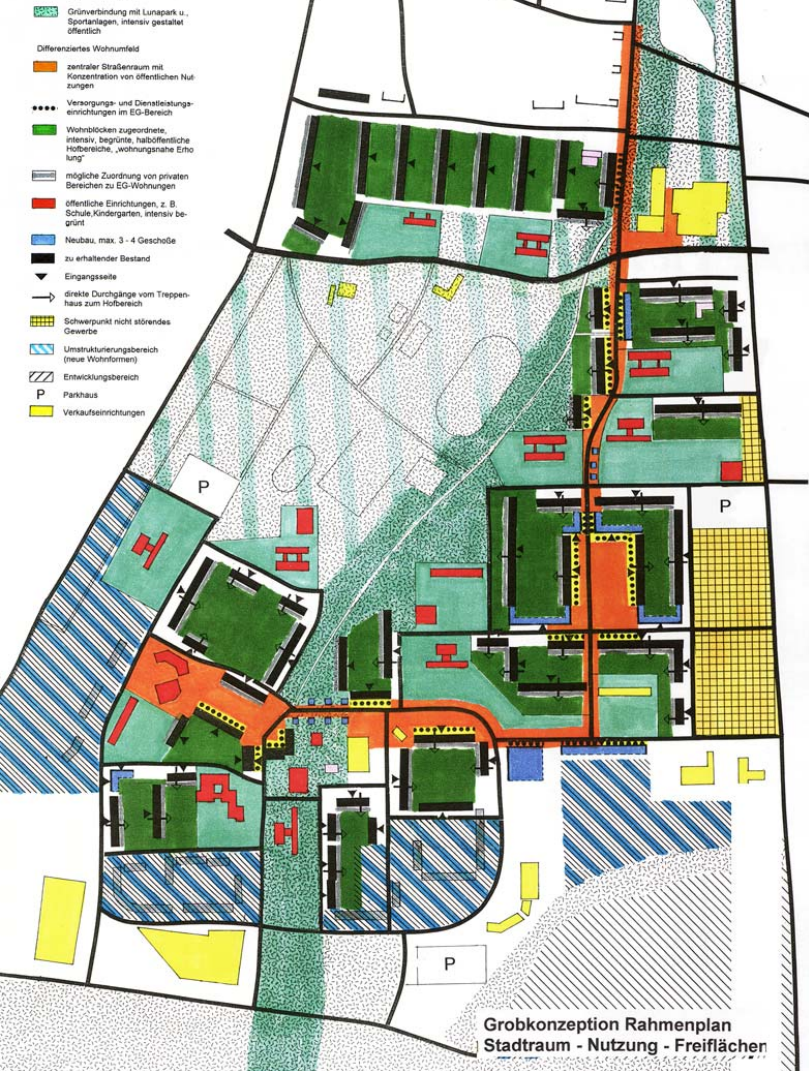 Grünverbindung mit Lunapark u.,
Sportanlagen, intensiv gestaltet
öffentlich
Differenziertes Wohnumfeld
zentraler Straßenraum mit
Konzentration von öffentlichen Nut-
zungen
Versorgungs- und Dienstleistungs-
einrichtungen im EG-Bereich
Wohnblöcken zugeordnete,
intensiv, begrünte, halböffentliche
Hofbereiche, „wohnungsnahe Erho
lung"
mögliche Zuordnung von privaten
Bereichen zu EG-Wohnungen
öffentliche Einrichtungen, z. B.
Schule,Kindergarten, intensiv be-
grünt
Neubau, max. 3 - 4 Geschoße
zu erhaltender Bestand
Eingangsseite
direkte Durchgänge vom Treppen-
haus zum Hofbereich
Schwerpunkt nicht störendes
Gewerbe
Umstrukturierungsbereich
(neue Wohnformen)
Entwicklungsbereich
P Parkhaus
Verkaufseinrichtungen
P
P
P
Grobkonzeption Rahmenplan
Stadtraum - Nutzung - Freiflächen